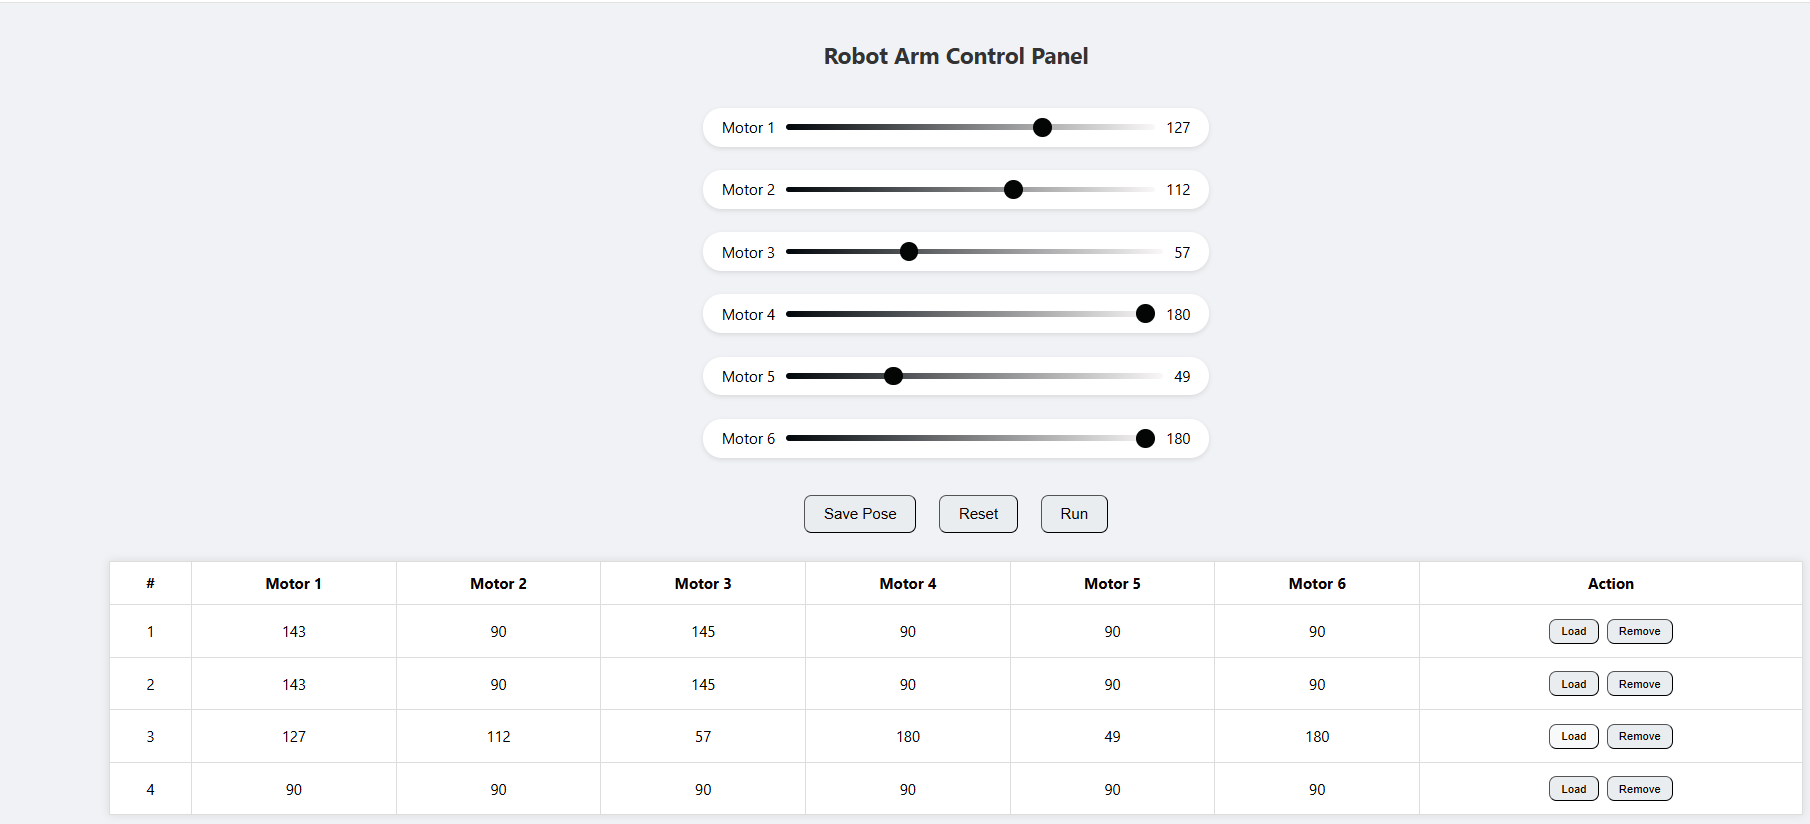 Robot Arm Control Panel
Motor 1 127
Motor 2 112
Motor 3 57
Motor 4 180
Motor 5 49
Motor 6 180
Save Pose Reset Run
# Motor 1 Motor 2 Motor 3 Motor 4 Motor 5 Motor 6 Action
1 143 90 145 90 90 90 Load Remove
2 143 90 145 90 90 90 Load Remove
3 127 112 57 180 49 180 Load Remove
4 90 90 90 90 90 90 Load Remove